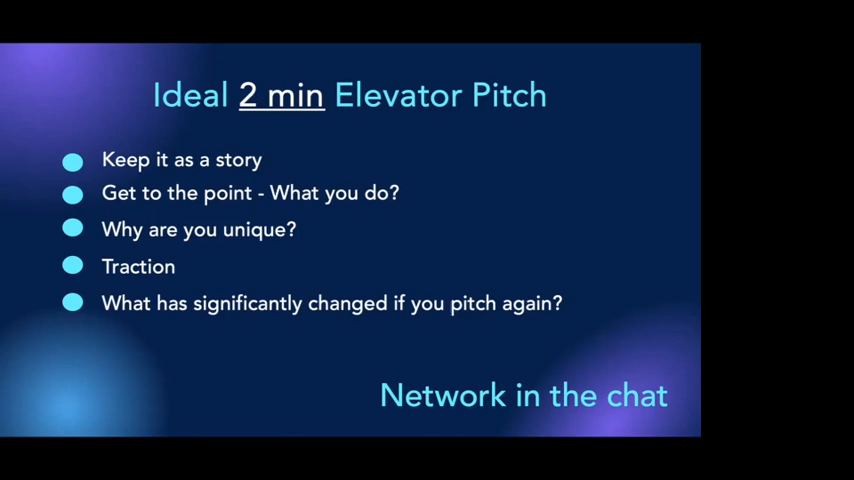 Ideal 2 min Elevator Pitch
Keep it as a story
Get to the point - What you do?
Why are you unique?
Traction
What has significantly changed if you pitch again?
Network in the chat